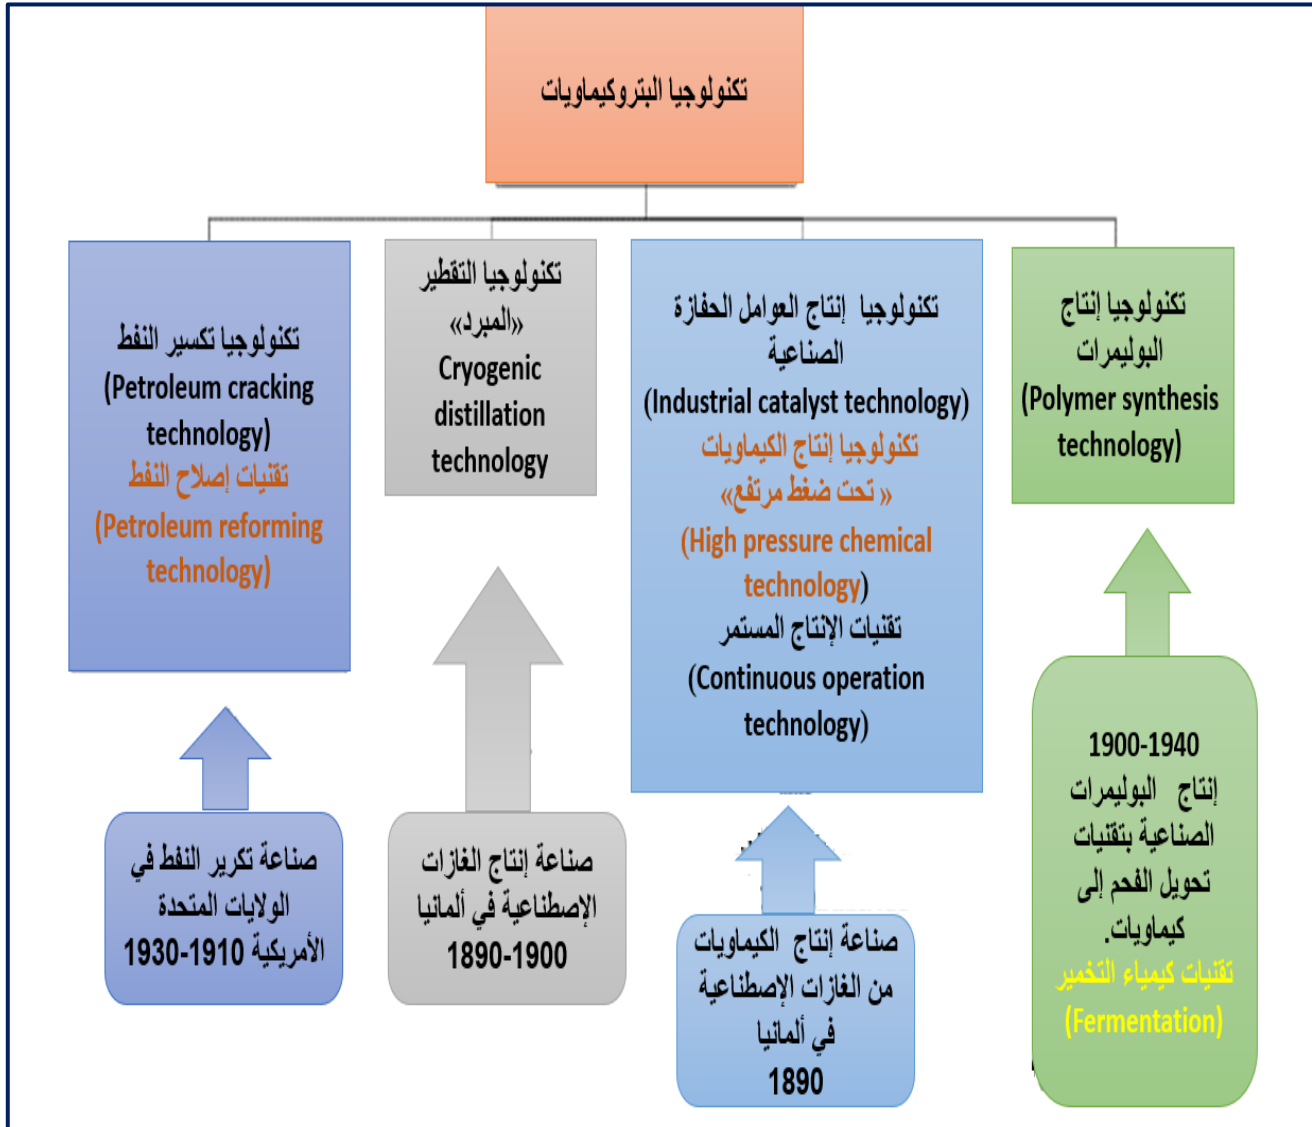 تكنولوجيا البتروكيماويات
تكنولوجيا إنتاج
البوليمرات
(Polymer synthesis
technology)
تكنولوجيا إنتاج العوامل الحفازة
الصناعية
(Industrial catalyst technology)
تكنولوجيا إنتاج الكيماويات
« تحت ضغط مرتفع»
(High pressure chemical
technology)
تقنيات الإنتاج المستمر
(Continuous operation
technology)
تكنولوجيا التقطير
«المبرد»
Cryogenic
distillation
technology
تكنولوجيا تكسير النفط
(Petroleum cracking
technology)
تقنيات إصلاح النفط
(Petroleum reforming
technology)
1900-1940
إنتاج البوليمرات
الصناعية بتقنيات
تحويل الفحم إلى
كيماويات.
تقنيات كيمياء التخمير
(Fermentation)
صناعة إنتاج الكيماويات
من الغازات الإصطناعية
في ألمانيا
1890
صناعة إنتاج الغازات
الإصطناعية في ألمانيا
1890-1900
صناعة تكرير النفط في
الولايات المتحدة
الأمريكية 1910-1930